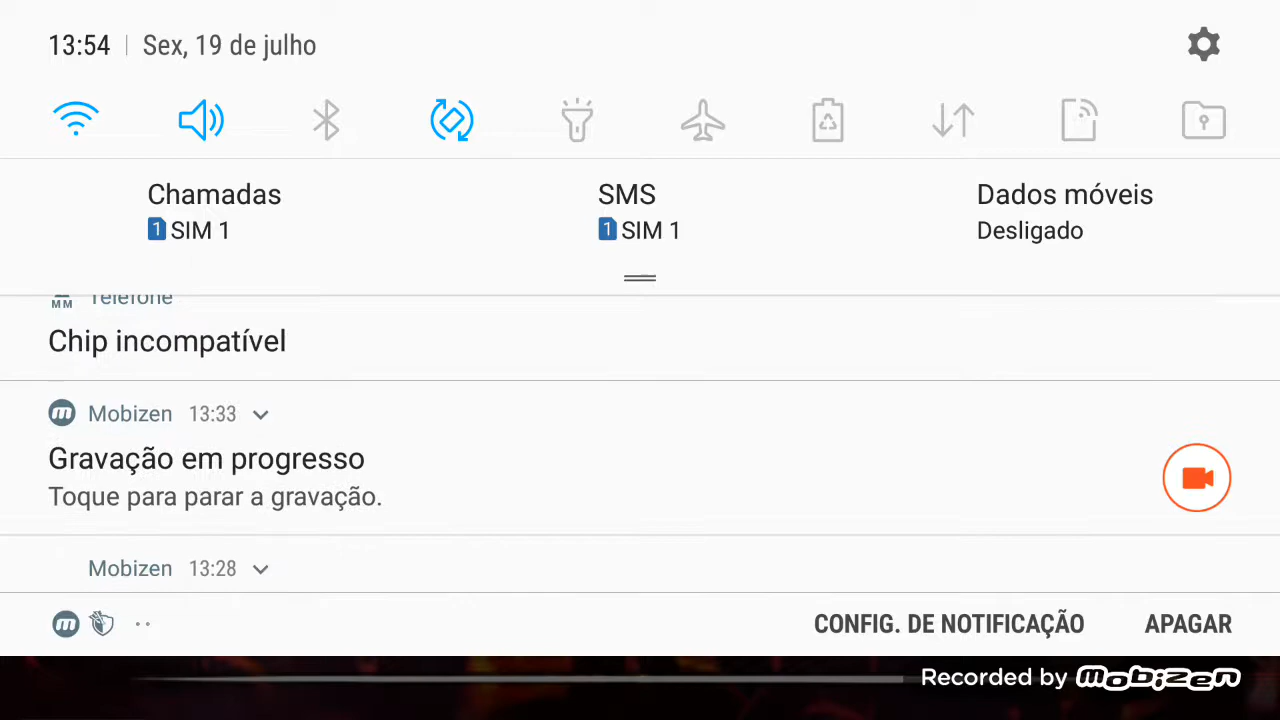 13:54 | Sex, 19 de julho
Chamadas
1 SIM 1
SMS
1 SIM 1
Dados móveis
Desligado
MM Telefone
Chip incompatível
m Mobizen 13:33
Gravação em progresso
Toque para parar a gravação.
Mobizen 13:28
m
CONFIG. DE NOTIFICAÇÃO APAGAR
Recorded by mobizen